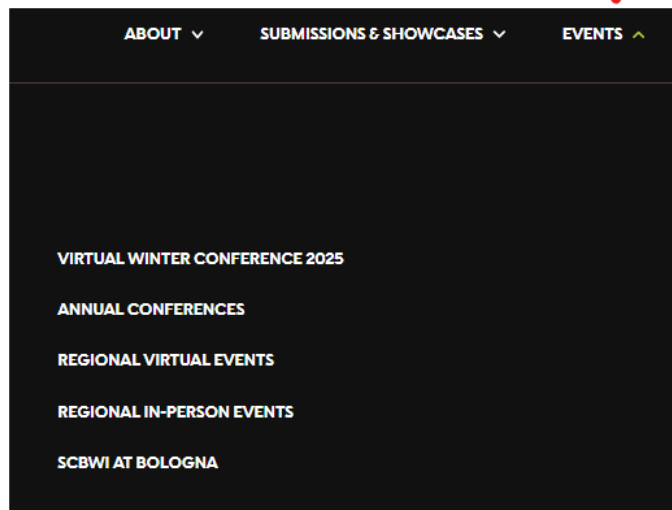 ABOUT SUBMISSIONS & SHOWCASES EVENTS
VIRTUAL WINTER CONFERENCE 2025
ANNUAL CONFERENCES
REGIONAL VIRTUAL EVENTS
REGIONAL IN-PERSON EVENTS
SCBWI AT BOLOGNA